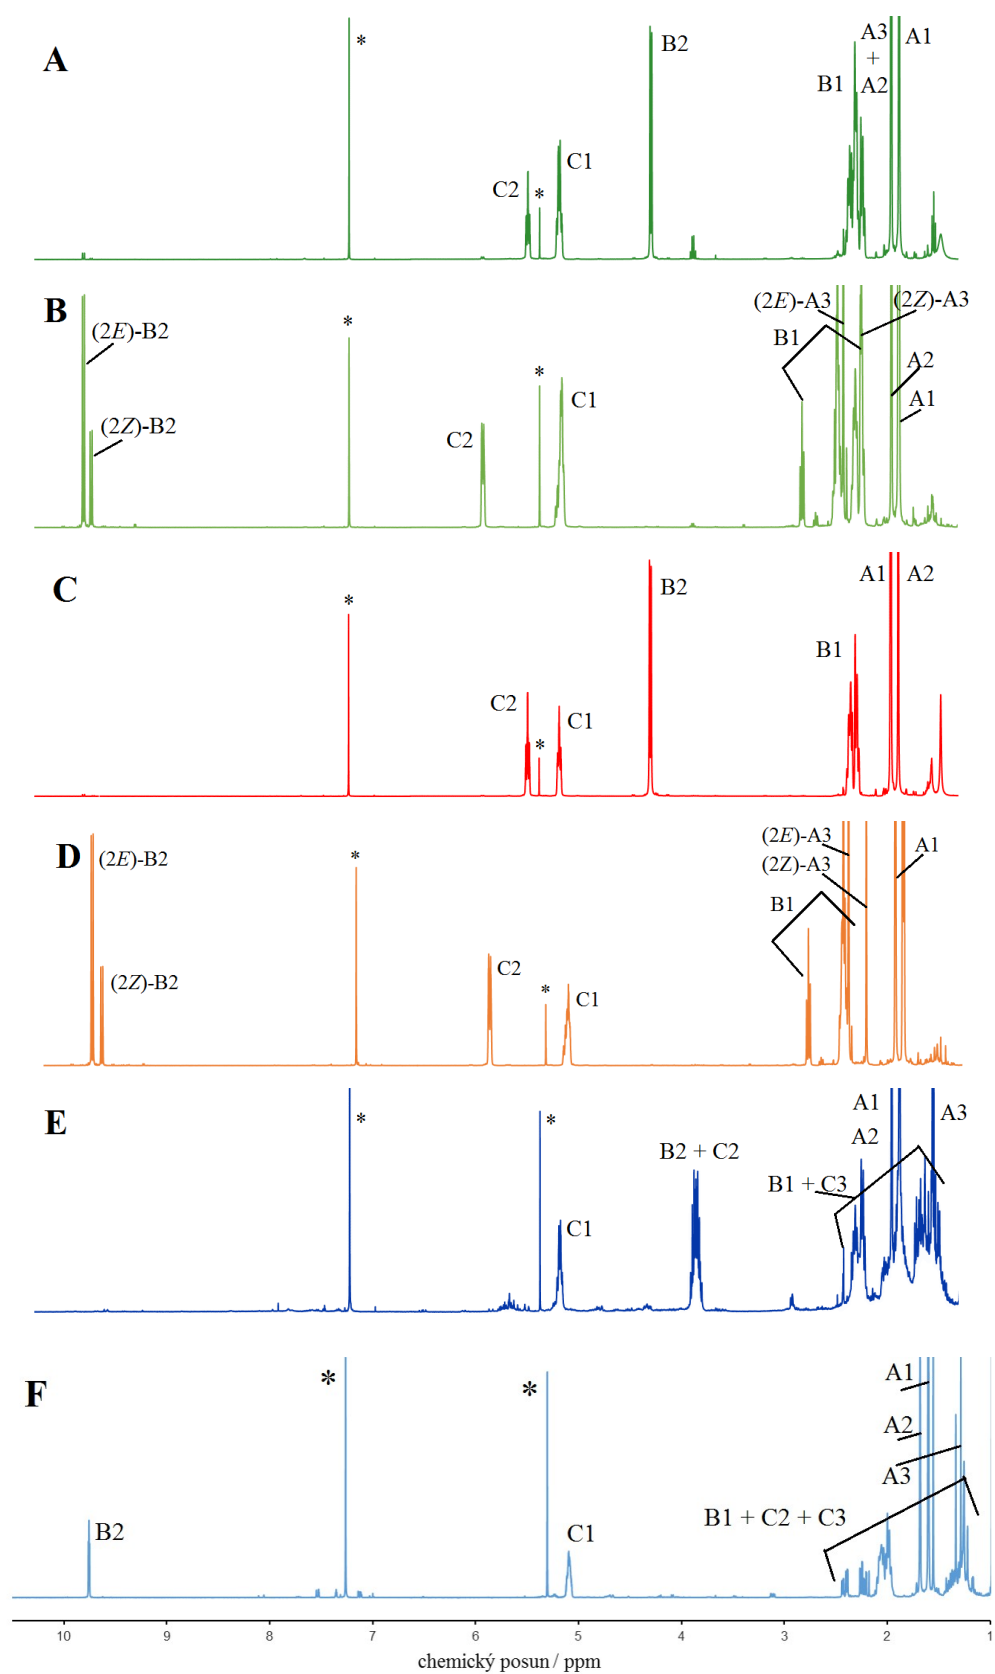 A
*
B2
A3
+
A2
A1
B1
C1
C2
*
B
(2E)-A3
(2Z)-A3
(2E)-B2
*
B1
*
A2
C1
A1
(2Z)-B2
C2
C
*
A1
A2
B2
B1
C2
C1
*
D
(2E)-B2
*
(2E)-A3
A1
(2Z)-A3
B1
(2Z)-B2
C2
*
C1
E
*
*
A1
A3
A2
B2 + C2
B1 + C3
C1
F
*
*
A1
A2
A3
B1 + C2 + C3
B2
C1
10 9 8 7 6 5 4 3 2 1
chemický posun / ppm